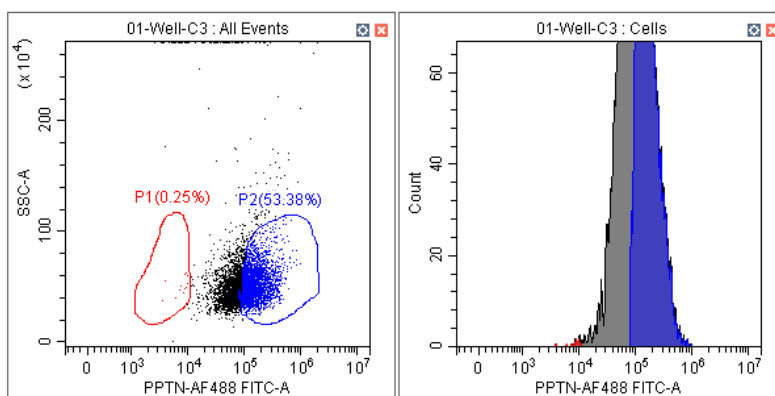 01-Well-C3 : All Events
(x 10⁴)
SSC-A
200
100
0
P1(0.25%)
P2(53.38%)
0 10³ 10⁴ 10⁵ 10⁶ 10⁷
PPTN-AF488 FITC-A
01-Well-C3 : Cells
Count
60
40
20
0
0 10³ 10⁴ 10⁵ 10⁶ 10⁷
PPTN-AF488 FITC-A